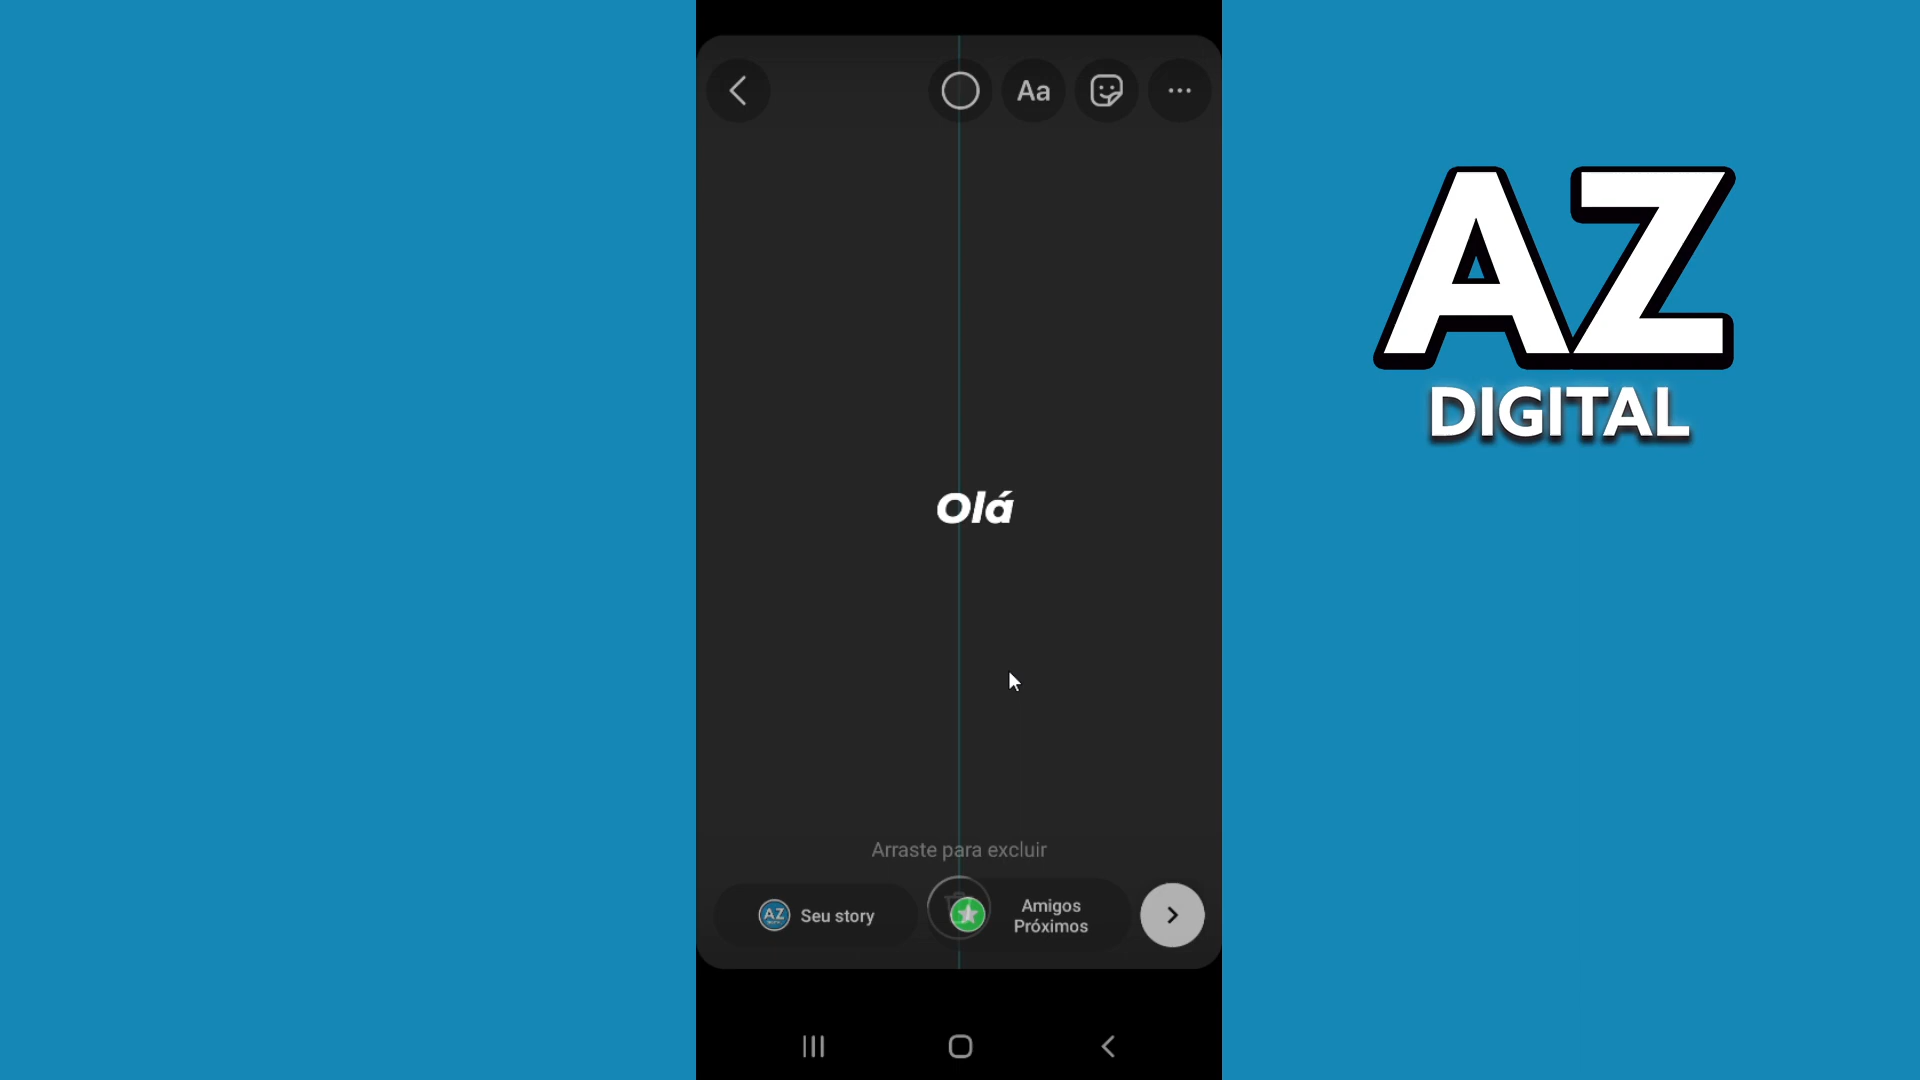 Aa
AZ
DIGITAL
Olá
Arraste para excluir
AZ
Seu story
Amigos
Próximos